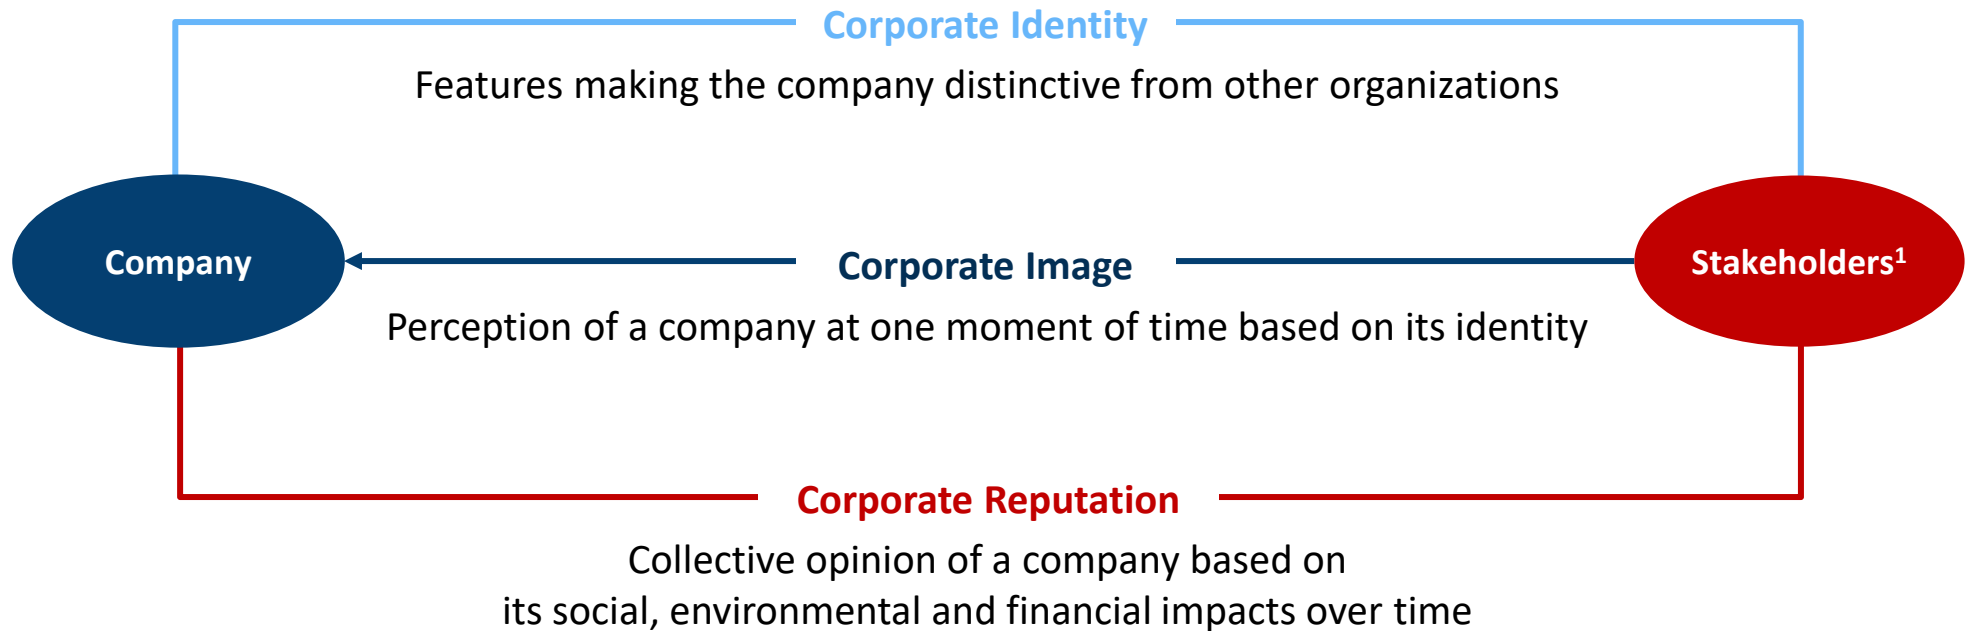 Corporate Identity
Features making the company distinctive from other organizations
Company
Corporate Image
Stakeholders¹
Perception of a company at one moment of time based on its identity
Corporate Reputation
Collective opinion of a company based on
its social, environmental and financial impacts over time